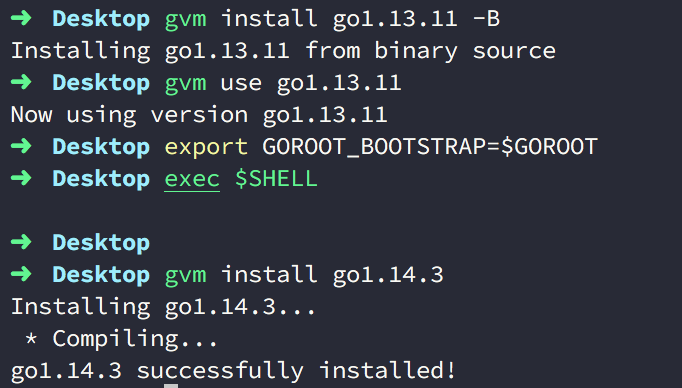 ➜ Desktop gvm install go1.13.11 -B
Installing go1.13.11 from binary source
➜ Desktop gvm use go1.13.11
Now using version go1.13.11
➜ Desktop export GOROOT_BOOTSTRAP=$GOROOT
➜ Desktop exec $SHELL
➜ Desktop
➜ Desktop gvm install go1.14.3
Installing go1.14.3...
* Compiling...
go1.14.3 successfully installed!